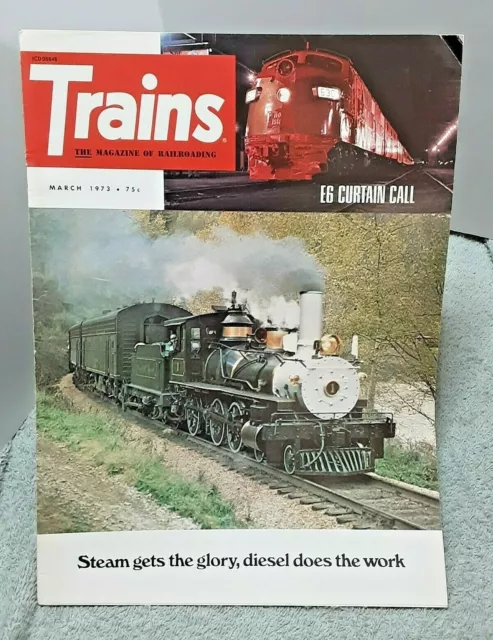 Trains
THE MAGAZINE OF RAILROADING
MARCH 1973 • 75¢
E6 CURTAIN CALL
1
Steam gets the glory, diesel does the work